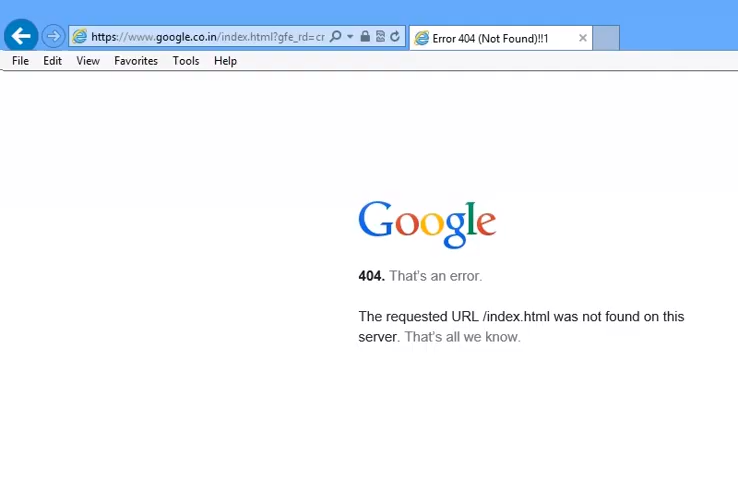 https://www.google.co.in/index.html?gfe_rd=cr
Error 404 (Not Found)!!1
File Edit View Favorites Tools Help
Google
404. That's an error.
The requested URL /index.html was not found on this
server. That's all we know.